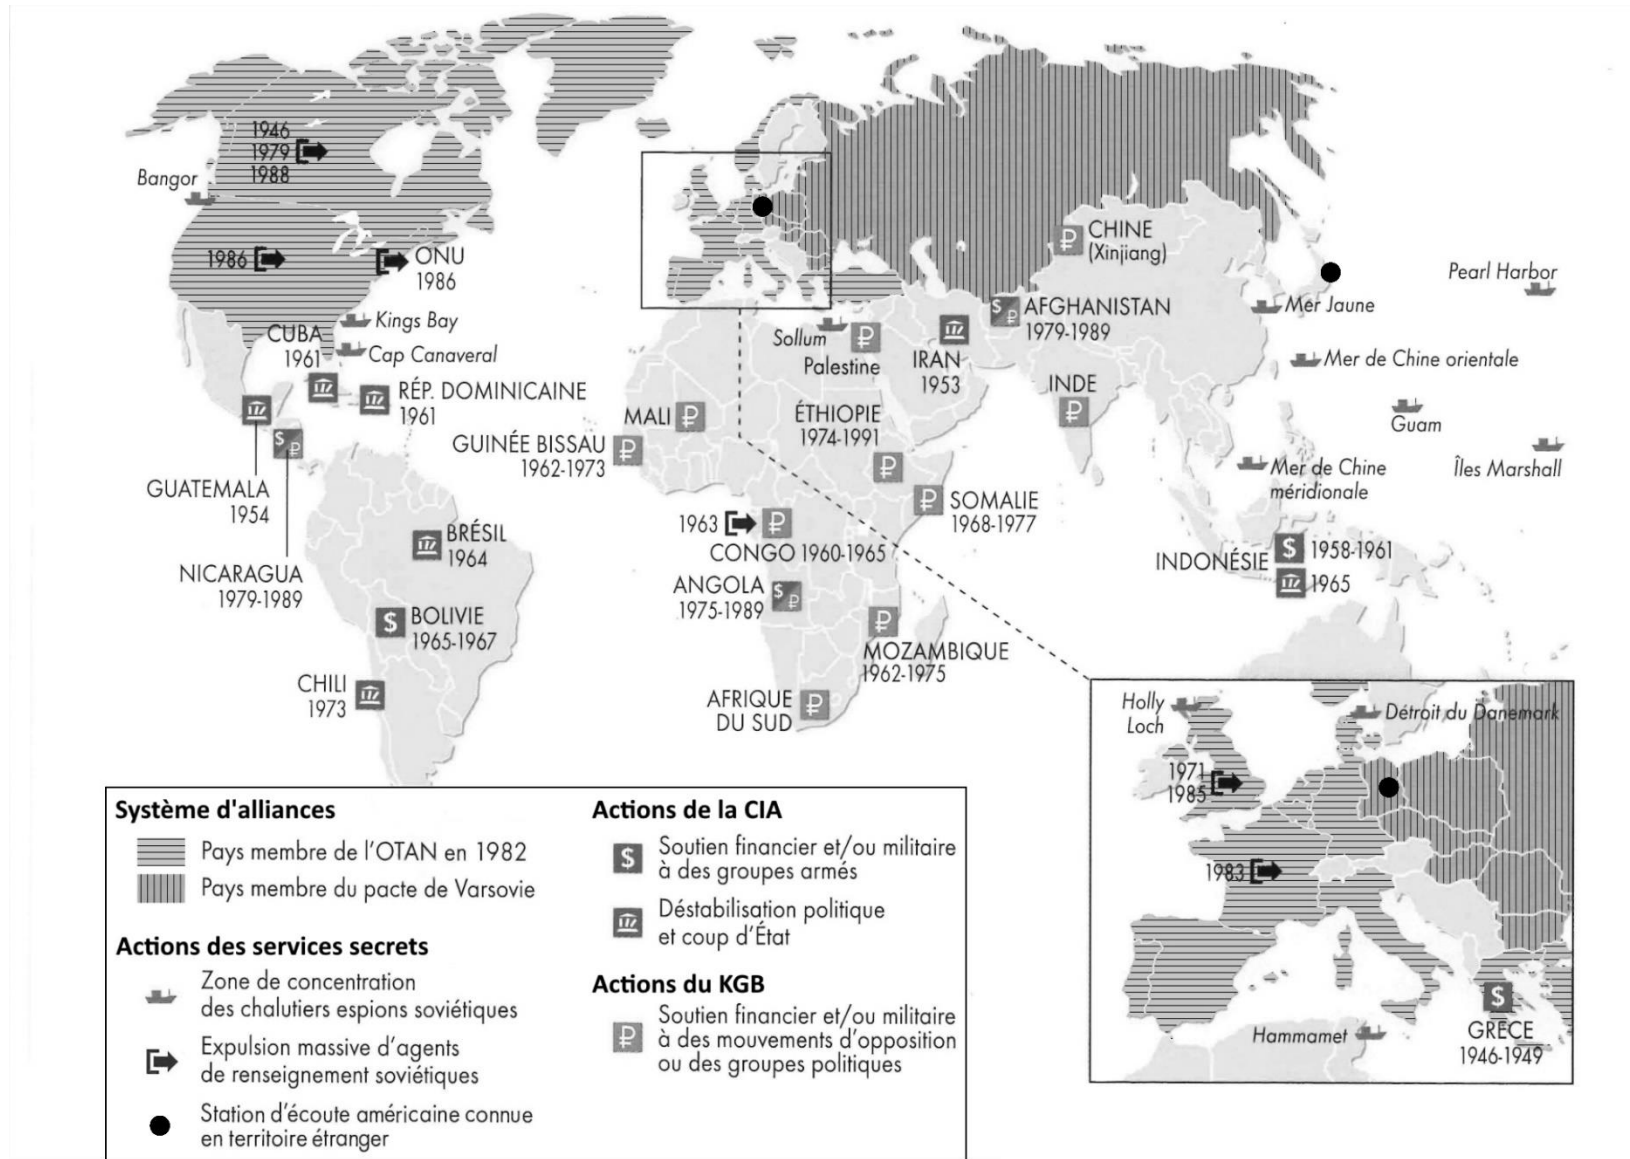 1946
1979
1988
Bangor
1986
ONU
1986
Kings Bay
Cap Canaveral
CUBA
1961
RÉP. DOMINICAINE
1961
GUATEMALA
1954
NICARAGUA
1979-1989
BRÉSIL
1964
BOLIVIE
1965-1967
CHILI
1973
MALI
GUINÉE BISSAU
1962-1973
Sollum
Palestine
IRAN
1953
ÉTHIOPIE
1974-1991
SOMALIE
1968-1977
1963
CONGO 1960-1965
ANGOLA
1975-1989
MOZAMBIQUE
1962-1975
AFRIQUE
DU SUD
CHINE
(Xinjiang)
AFGHANISTAN
1979-1989
INDE
Mer Jaune
Pearl Harbor
Mer de Chine orientale
Guam
Îles Marshall
Mer de Chine
méridionale
INDONÉSIE
1958-1961
1965
Holly
Loch
Détroit du Danemark
1971
1985
1983
Hammamet
GRÈCE
1946-1949
Système d'alliances
Pays membre de l'OTAN en 1982
Pays membre du pacte de Varsovie
Actions des services secrets
Zone de concentration
des chalutiers espions soviétiques
Expulsion massive d'agents
de renseignement soviétiques
Station d'écoute américaine connue
en territoire étranger
Actions de la CIA
$ Soutien financier et/ou militaire
à des groupes armés
Déstabilisation politique
et coup d'État
Actions du KGB
₽ Soutien financier et/ou militaire
à des mouvements d'opposition
ou des groupes politiques